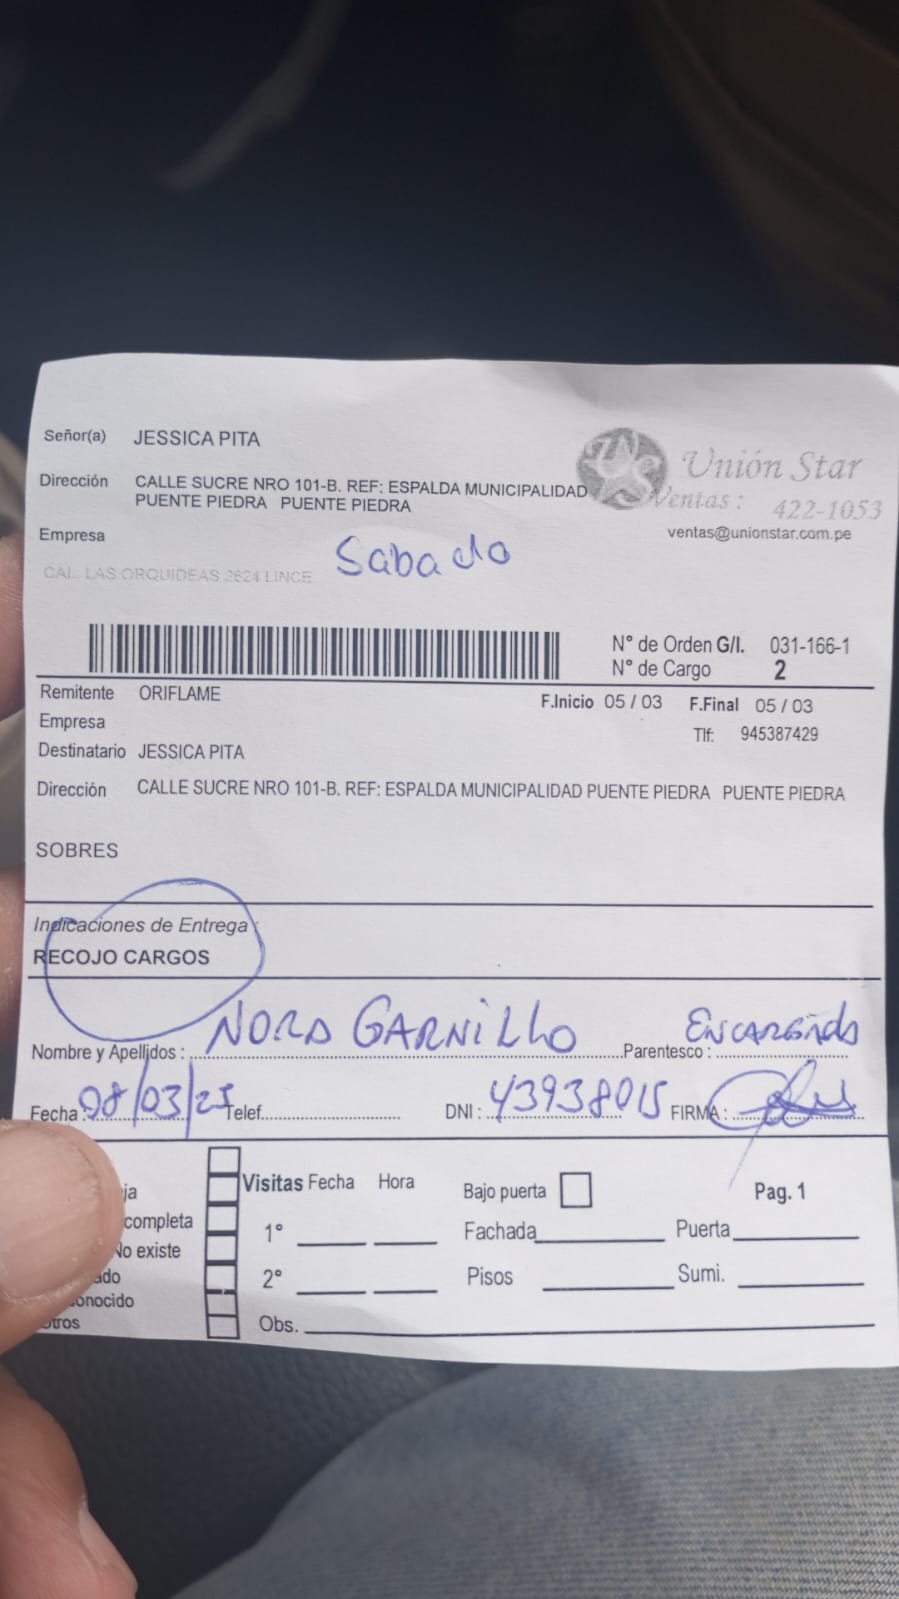 Señor(a) JESSICA PITA
Dirección CALLE SUCRE NRO 101-B. REF: ESPALDA MUNICIPALIDAD
PUENTE PIEDRA PUENTE PIEDRA
Unión Star
Ventas: 422-1053
ventas@unionstar.com.pe
Empresa
Sabado
CAL. LAS ORQUIDEAS 2624 LINCE
N° de Orden G/I. 031-166-1
N° de Cargo 2
Remitente ORIFLAME
F.Inicio 05 / 03 F.Final 05 / 03
Empresa
Tlf: 945387429
Destinatario JESSICA PITA
Dirección CALLE SUCRE NRO 101-B. REF: ESPALDA MUNICIPALIDAD PUENTE PIEDRA PUENTE PIEDRA
SOBRES
Indicaciones de Entrega :
RECOJO CARGOS
Nombre y Apellidos : NORA GARNILLO Parentesco : ENCARGADO
Fecha : 08/03/25 Telef. DNI : 43938015 FIRMA :
Visitas Fecha Hora Bajo puerta Pag. 1
ja
completa 1° Fachada Puerta
No existe
ado 2° Pisos Sumi.
conocido
otros Obs.